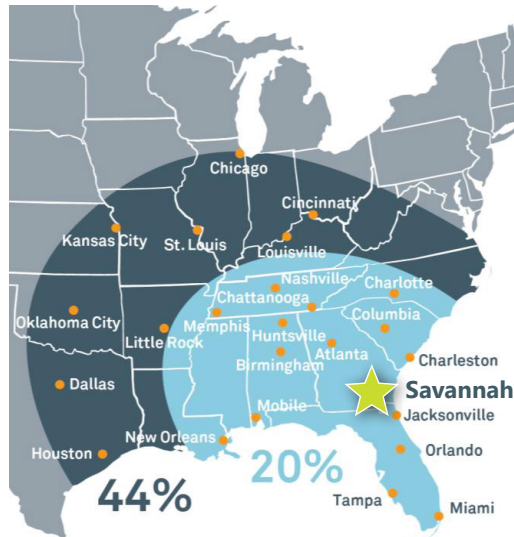 Chicago
Cincinnati
Kansas City
St. Louis
Louisville
Nashville
Charlotte
Chattanooga
Oklahoma City
Memphis
Columbia
Little Rock
Huntsville
Atlanta
Birmingham
Charleston
Dallas
Savannah
Mobile
Jacksonville
New Orleans
Houston
Orlando
20%
44%
Tampa
Miami